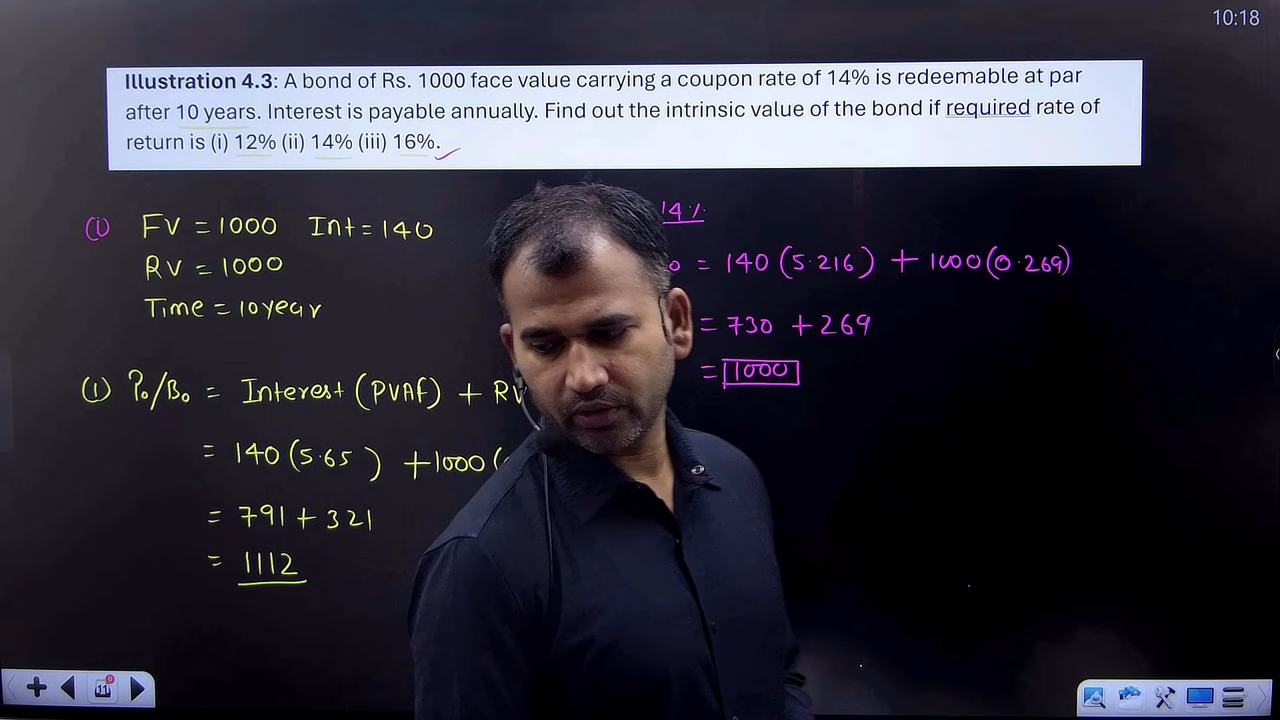 10:18
Illustration 4.3: A bond of Rs. 1000 face value carrying a coupon rate of 14% is redeemable at par
after 10 years. Interest is payable annually. Find out the intrinsic value of the bond if required rate of
return is (i) 12% (ii) 14% (iii) 16%.
(i) FV = 1000 Int = 140
RV = 1000
Time = 10 year
(1) P₀/B₀ = Interest (PVAF) + RV
= 140 (5.65 ) + 1000 (
= 791 + 321
= 1112
14%
0 = 140 (5.216) + 1000 (0.269)
= 730 + 269
= 1000
11